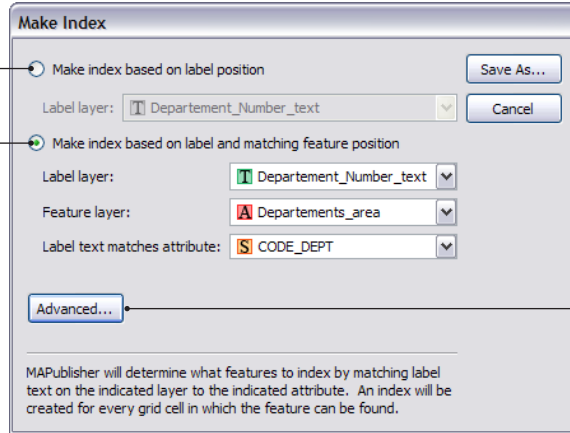 Make Index
Make index based on label position
Save As...
Label layer: T Departement_Number_text
Cancel
Make index based on label and matching feature position
Label layer: T Departement_Number_text
Feature layer: A Departements_area
Label text matches attribute: S CODE_DEPT
Advanced...
MAPublisher will determine what features to index by matching label
text on the indicated layer to the indicated attribute. An index will be
created for every grid cell in which the feature can be found.